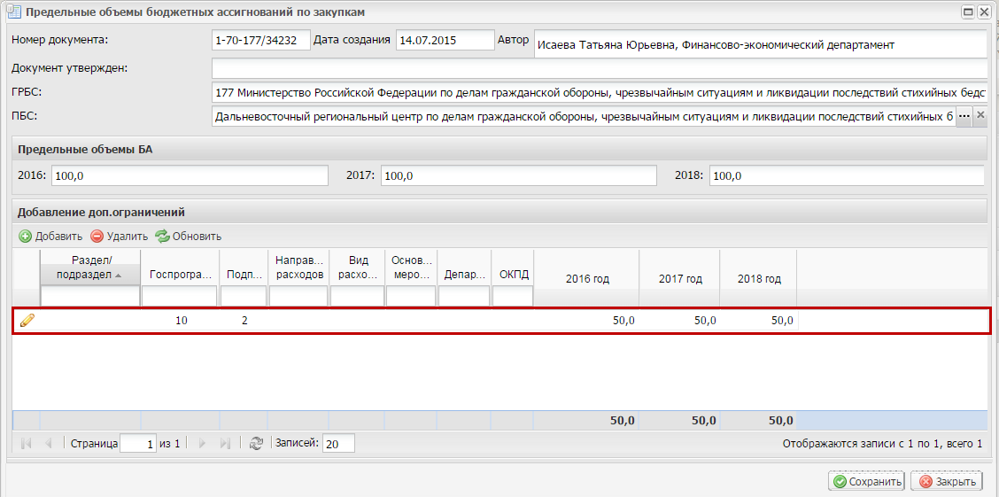 Предельные объемы бюджетных ассигнований по закупкам
Номер документа: 1-70-177/34232 Дата создания 14.07.2015 Автор Исаева Татьяна Юрьевна, Финансово-экономический департамент
Документ утвержден:
ГРБС: 177 Министерство Российской Федерации по делам гражданской обороны, чрезвычайным ситуациям и ликвидации последствий стихийных бедс
ПБС: Дальневосточный региональный центр по делам гражданской обороны, чрезвычайным ситуациям и ликвидации последствий стихийных б ...
Предельные объемы БА
2016: 100,0 2017: 100,0 2018: 100,0
Добавление доп.ограничений
Добавить Удалить Обновить
Раздел/ Направ... Вид Основ...
подраздел Госпрогра... Подп... расходов расхо... меро... Депар... ОКПД 2016 год 2017 год 2018 год
10 2 50,0 50,0 50,0
50,0 50,0 50,0
Страница 1 из 1 Записей: 20 Отображаются записи с 1 по 1, всего 1
Сохранить Закрыть